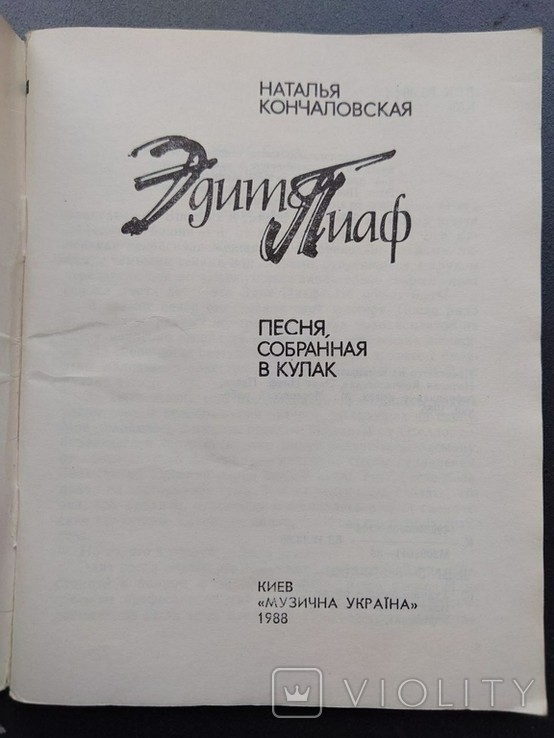 НАТАЛЬЯ
КОНЧАЛОВСКАЯ
Эдит Пиаф
ПЕСНЯ,
СОБРАННАЯ
В КУЛАК
КИЕВ
«МУЗИЧНА УКРАЇНА»
1988
VIOLITY